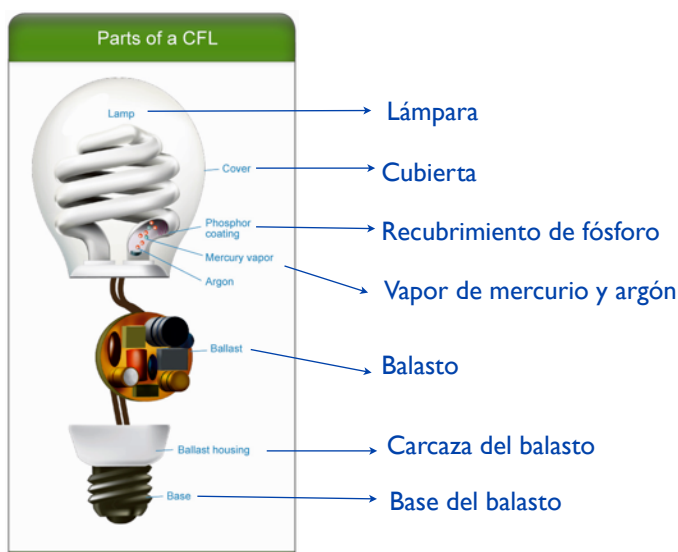 Parts of a CFL
Lamp
Lámpara
Cover
Cubierta
Phosphor
coating
Recubrimiento de fósforo
Mercury vapor
Argon
Vapor de mercurio y argón
Ballast
Balasto
Ballast housing
Carcaza del balasto
Base
Base del balasto